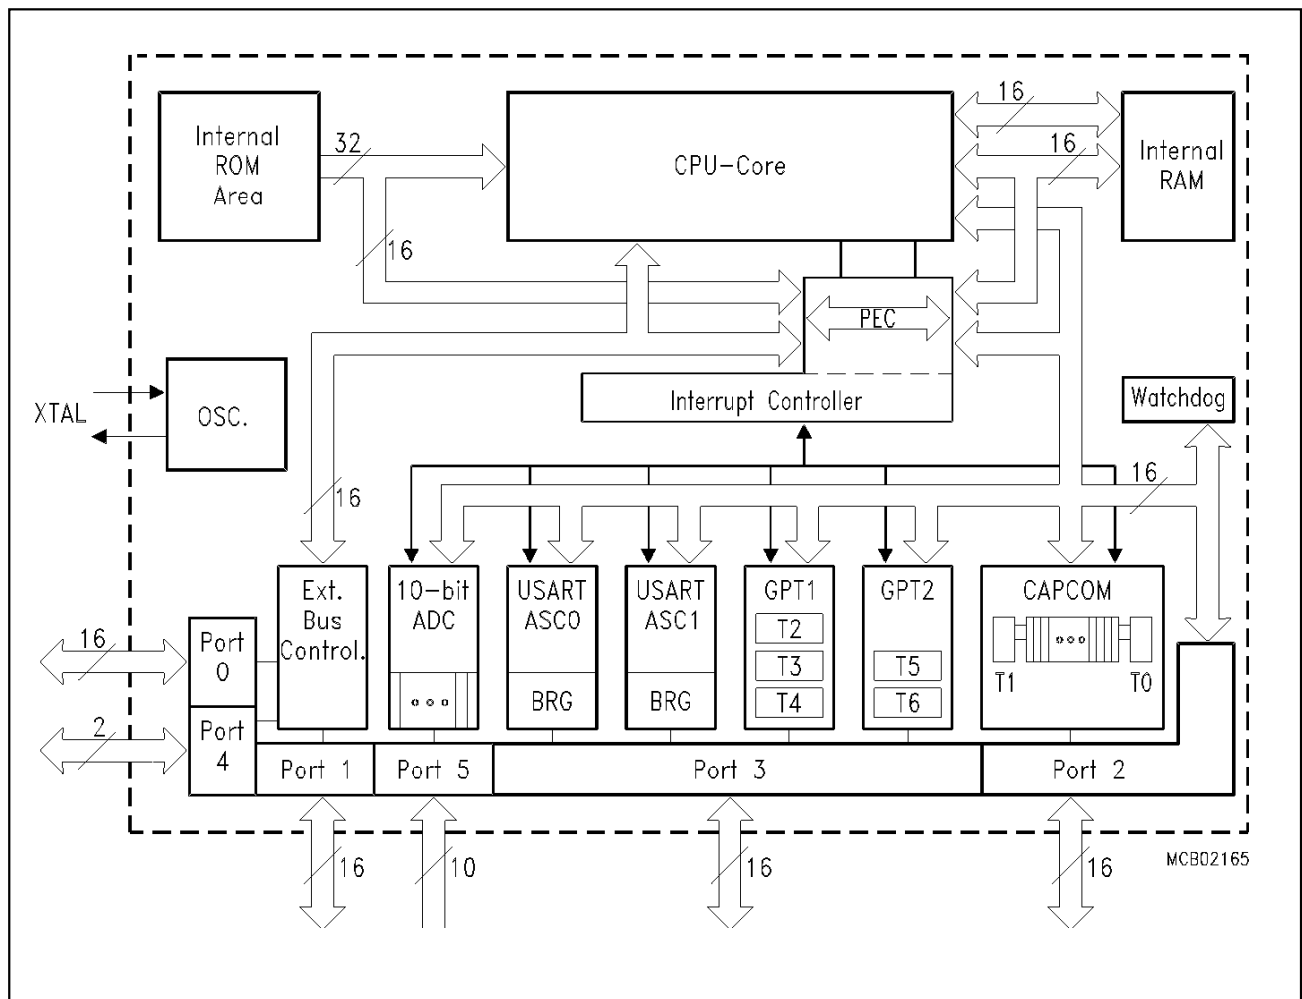 16
Internal
ROM
Area
32
CPU-Core
16
Internal
RAM
16
PEC
XTAL
OSC.
Interrupt Controller
Watchdog
16
16
Ext.
Bus
Control.
10-bit
ADC
USART
ASC0
BRG
USART
ASC1
BRG
GPT1
T2
T3
T4
GPT2
T5
T6
CAPCOM
T1
T0
16
Port
0
2
Port
4
Port 1
Port 5
Port 3
Port 2
16
10
16
16
MCB02165